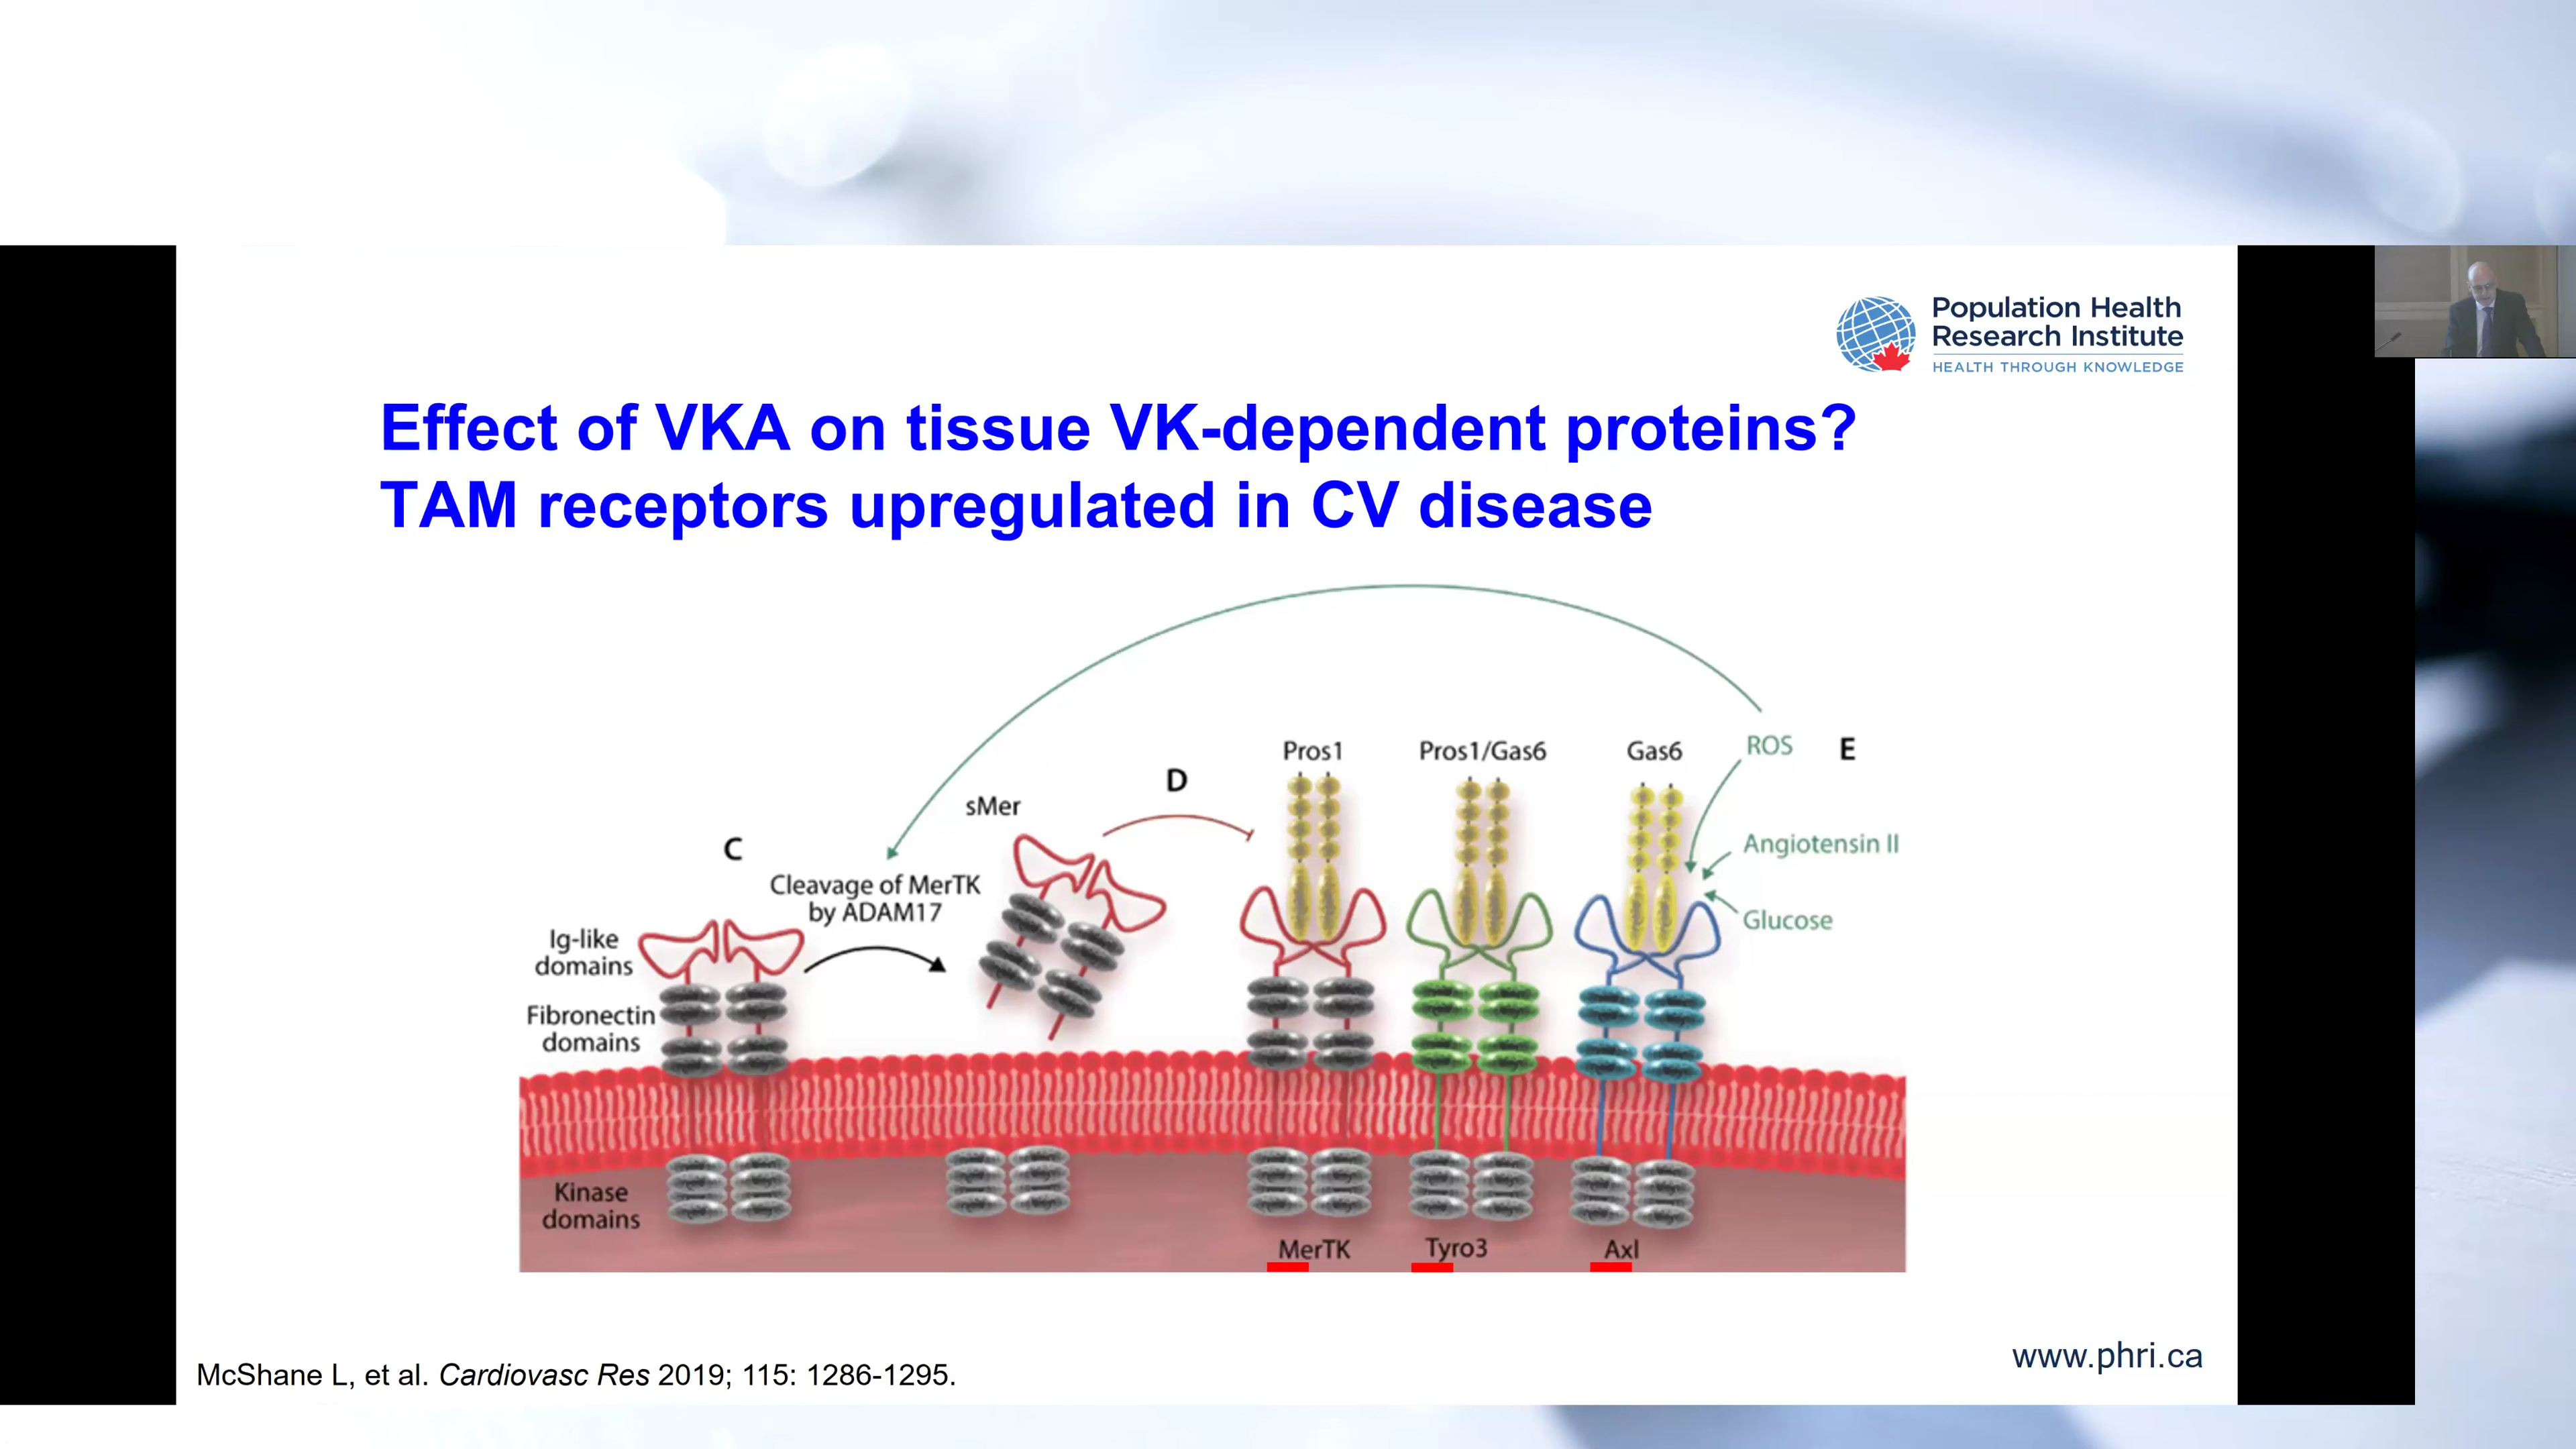 Population Health
Research Institute
HEALTH THROUGH KNOWLEDGE
Effect of VKA on tissue VK-dependent proteins?
TAM receptors upregulated in CV disease
Pros1
Pros1/Gas6
Gas6
ROS
E
D
sMer
C
Angiotensin II
Cleavage of MerTK
by ADAM17
Glucose
Ig-like
domains
Fibronectin
domains
Kinase
domains
MerTK
Tyro3
Axl
www.phri.ca
McShane L, et al. Cardiovasc Res 2019; 115: 1286-1295.